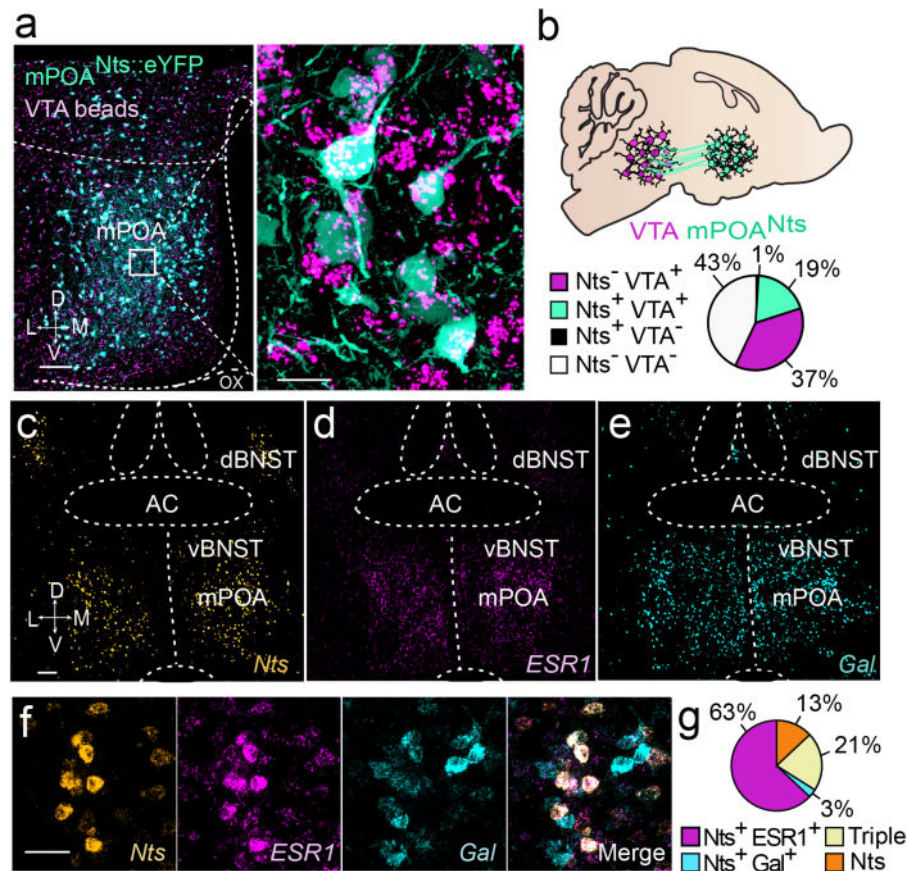 a
mPOA^Nts::eYFP
VTA beads
mPOA
D
L M
V
OX
b
VTA mPOA^Nts
Nts⁻ VTA⁺
Nts⁺ VTA⁺
Nts⁺ VTA⁻
Nts⁻ VTA⁻
43% 1% 19%
37%
c
dBNST
AC
vBNST
mPOA
D
L M
V
Nts
d
dBNST
AC
vBNST
mPOA
ESR1
e
dBNST
AC
vBNST
mPOA
Gal
f
Nts ESR1 Gal Merge
g
63% 13%
21%
3%
Nts⁺ ESR1⁺ Triple
Nts⁺ Gal⁺ Nts